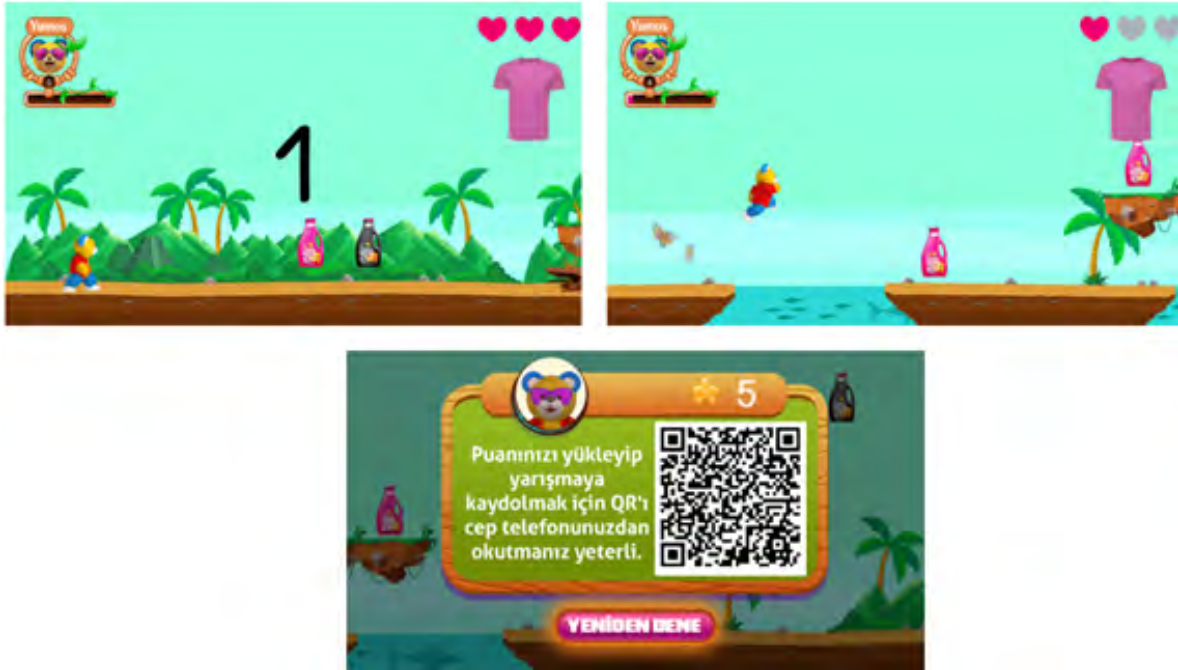 Yumoş
1
Yumoş
5
Puanınızı yükleyip
yarışmaya
kaydolmak için QR'ı
cep telefonunuzdan
okutmanız yeterli.
YENİDEN DENE